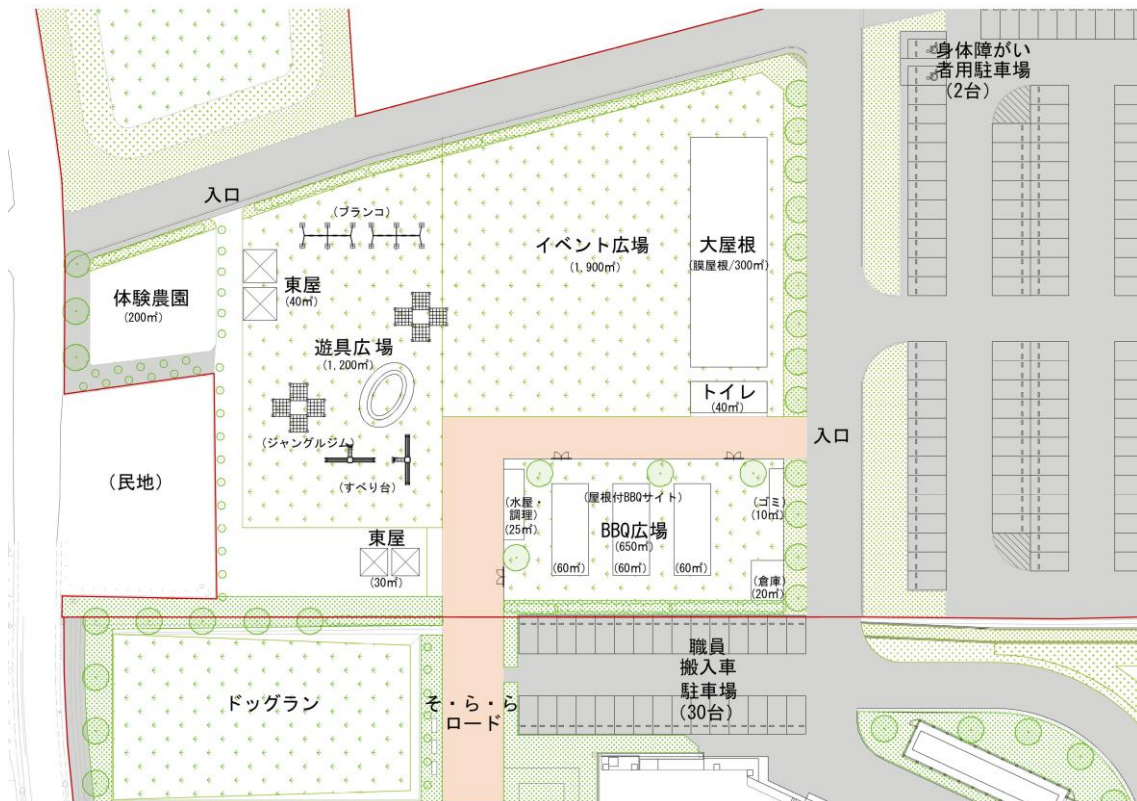 身体障がい
者用駐車場
(2台)
入口
(ブランコ)
イベント広場
(1,900㎡)
大屋根
(膜屋根/300㎡)
東屋
(40㎡)
体験農園
(200㎡)
遊具広場
(1,200㎡)
トイレ
(40㎡)
入口
(ジャングルジム)
(すべり台)
(民地)
(水屋・
調理)
(25㎡)
(屋根付BBQサイト)
(ゴミ)
(10㎡)
BBQ広場
(650㎡)
東屋
(30㎡)
(60㎡)
(60㎡)
(60㎡)
(倉庫)
(20㎡)
職員
搬入車
駐車場
(30台)
ドッグラン
そ・ら・ら
ロード